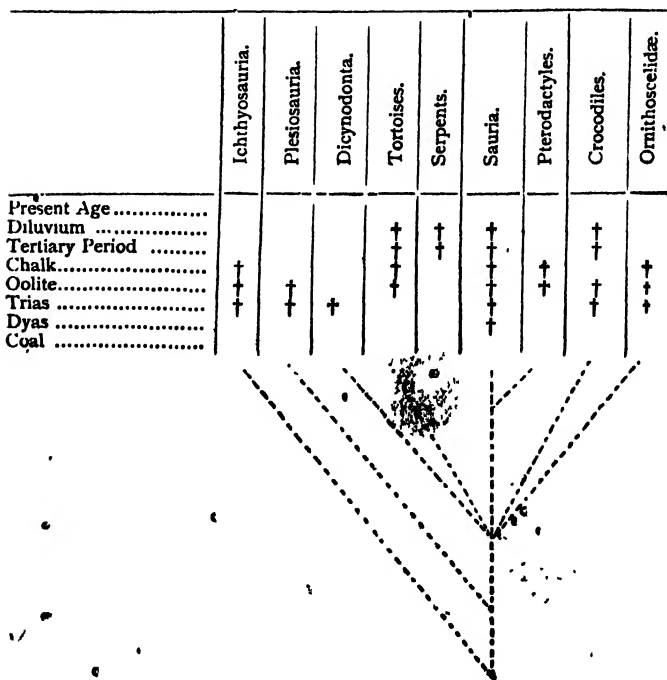 Ichthyosauria.
Plesiosauria.
Dicynodonta.
Tortoises.
Serpents.
Sauria.
Pterodactyles.
Crocodiles.
Ornithoscelidæ.
Present Age ..............
Diluvium ................. † † † †
Tertiary Period .......... † † † †
Chalk..................... † † † † †
Oolite.................... † † † † † † †
Trias .................... † † † † † †
Dyas ..................... †
Coal .....................